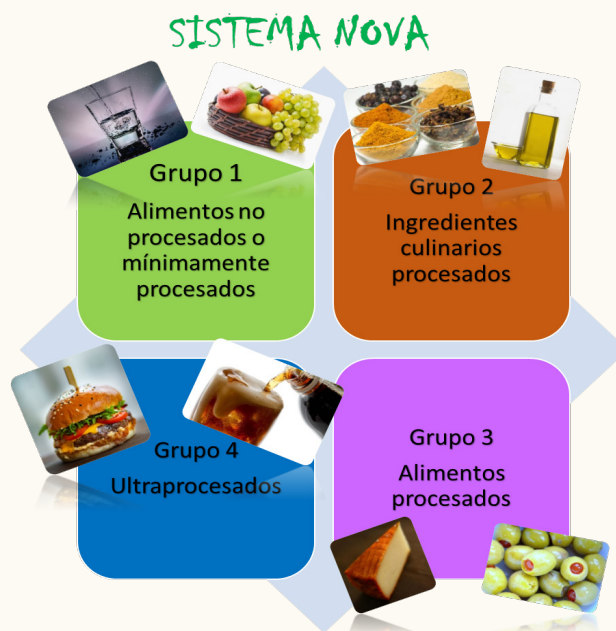 SISTEMA NOVA
Grupo 1
Alimentos no
procesados o
mínimamente
procesados
Grupo 2
Ingredientes
culinarios
procesados
Grupo 4
Ultraprocesados
Grupo 3
Alimentos
procesados